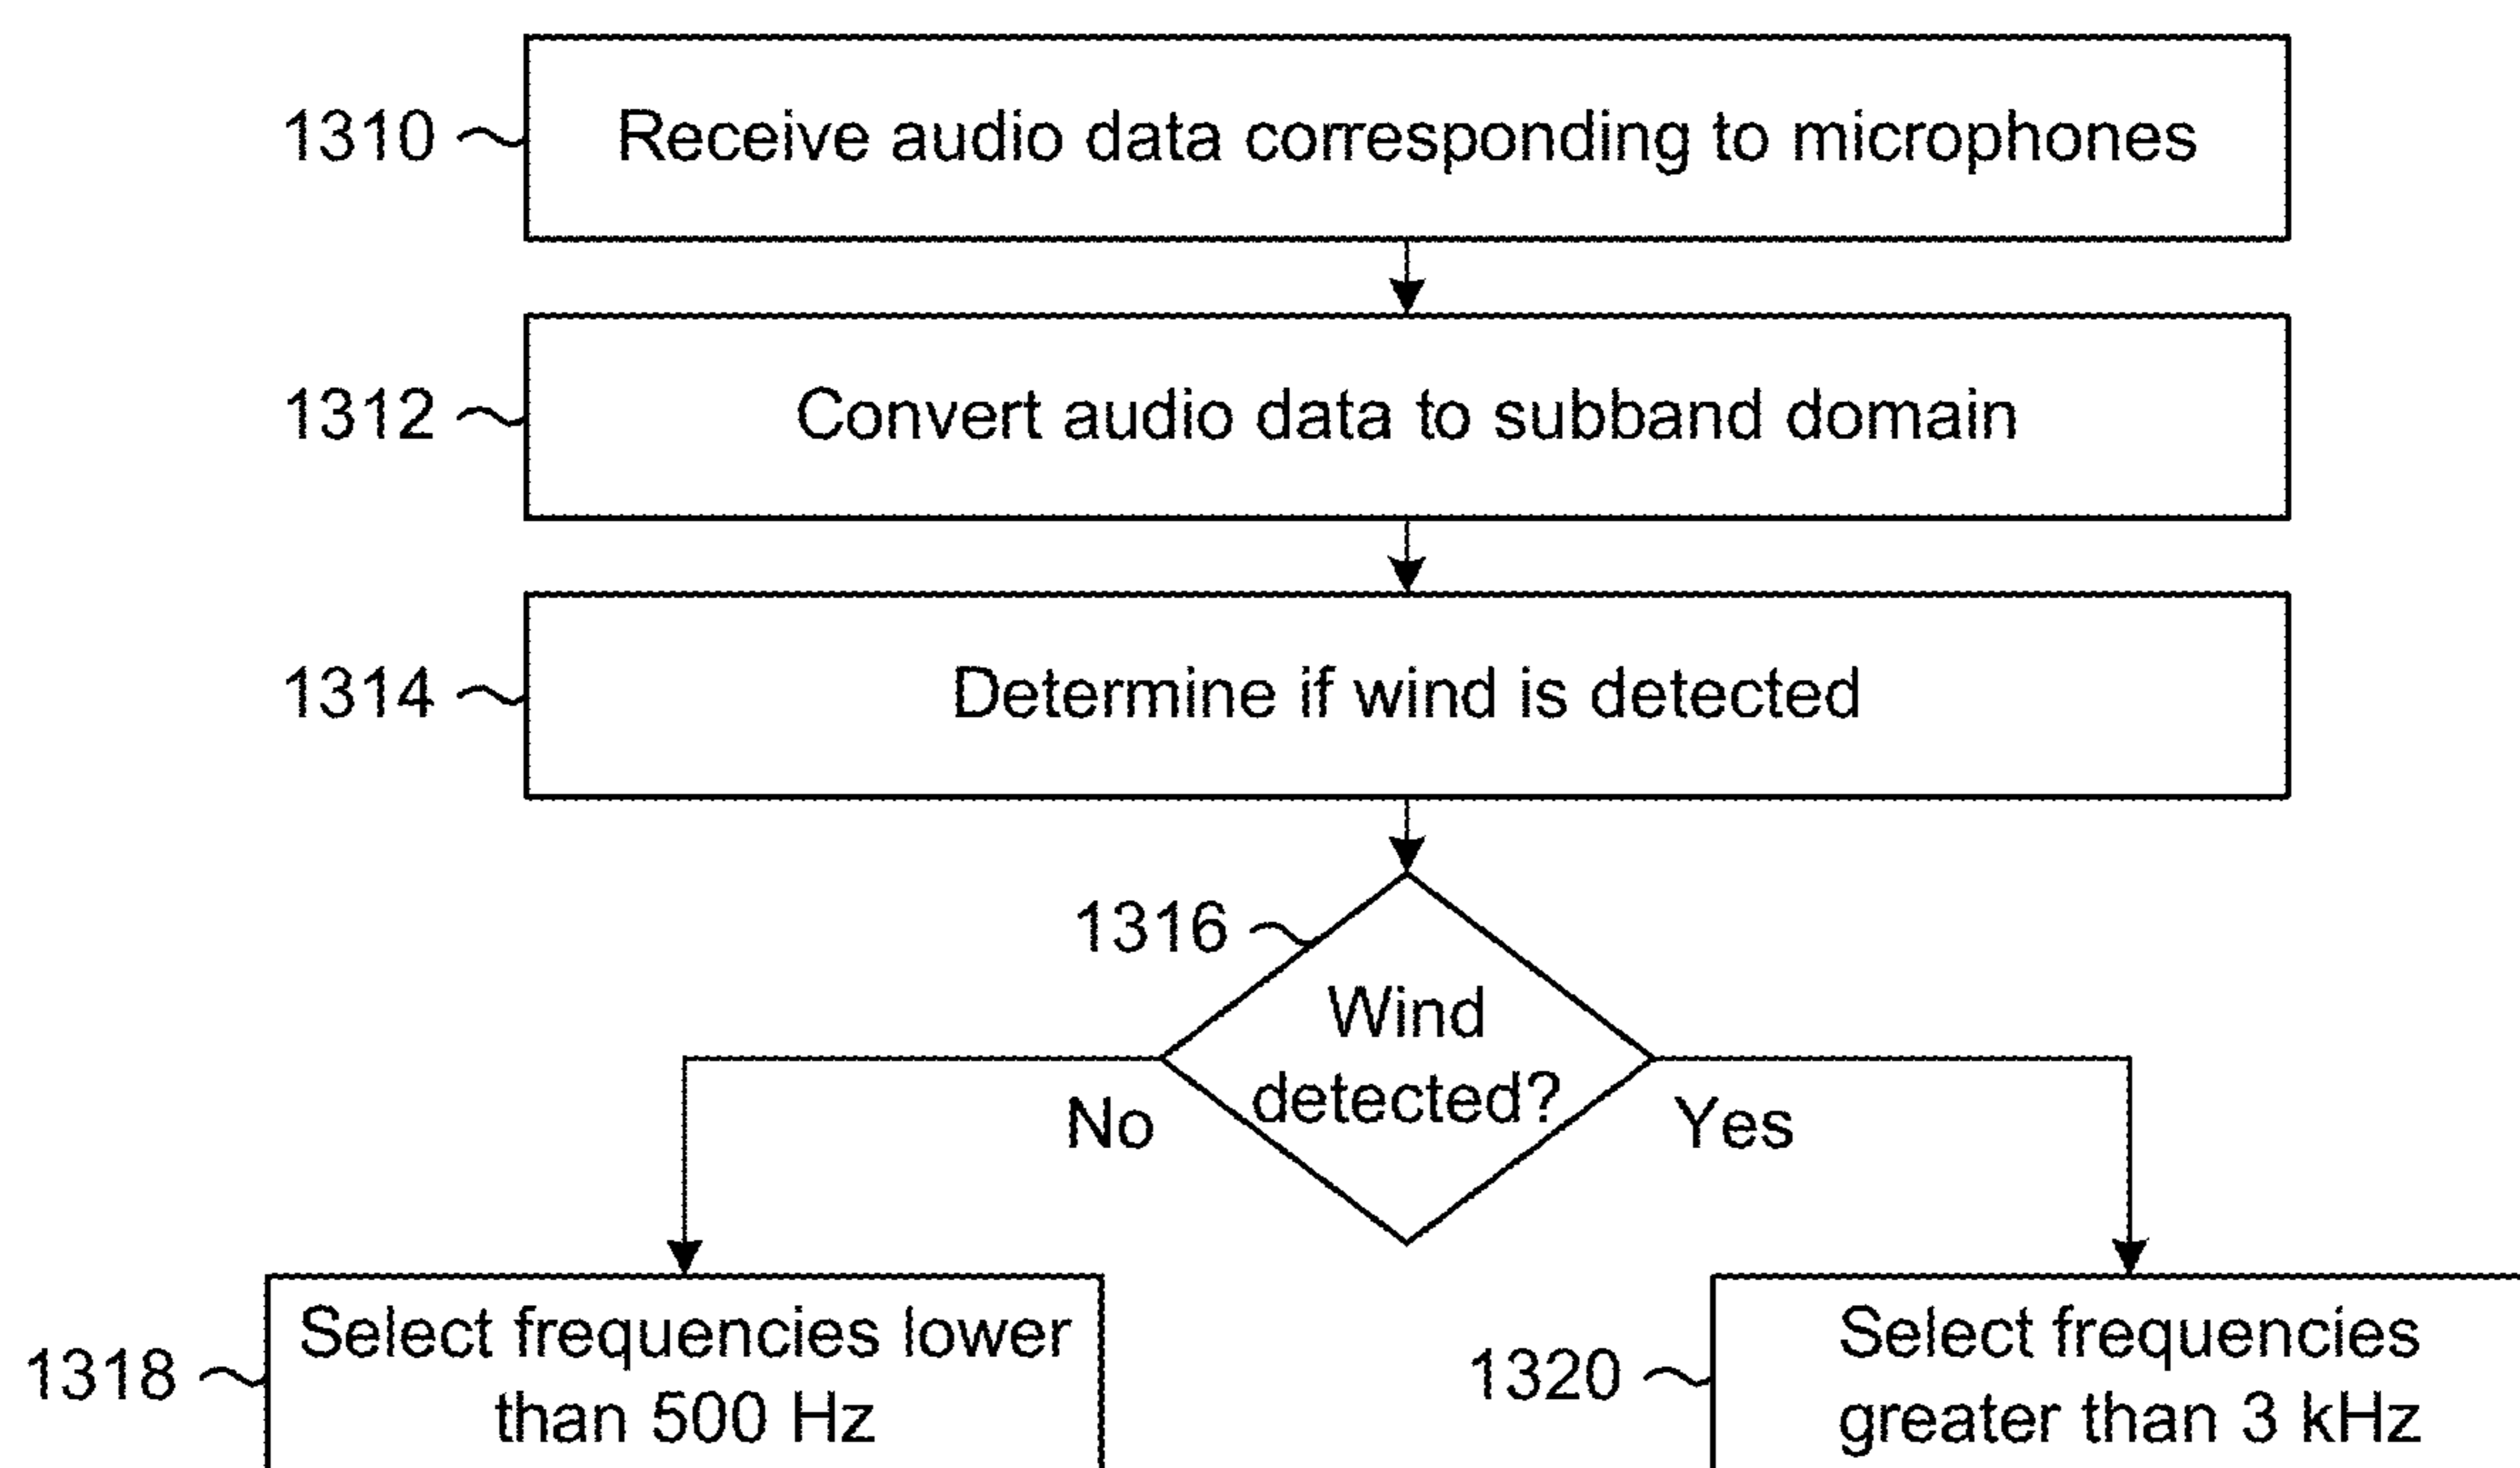 1310
Receive audio data corresponding to microphones
1312
Convert audio data to subband domain
1314
Determine if wind is detected
1316
Wind
detected?
No
Yes
1318
Select frequencies lower
than 500 Hz
1320
Select frequencies
greater than 3 kHz